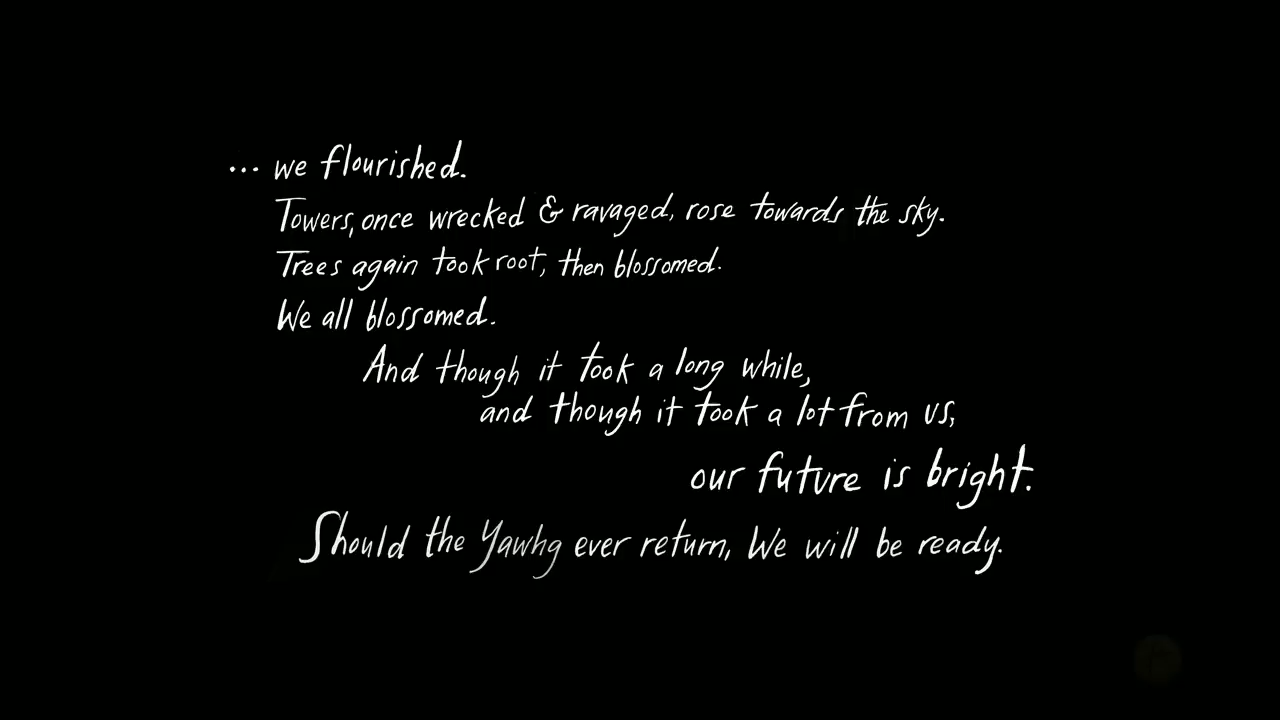 ... we flourished.
Towers, once wrecked & ravaged, rose towards the sky.
Trees again took root, then blossomed.
We all blossomed.
And though it took a long while,
and though it took a lot from us,
our future is bright.
Should the Yawhg ever return, We will be ready.